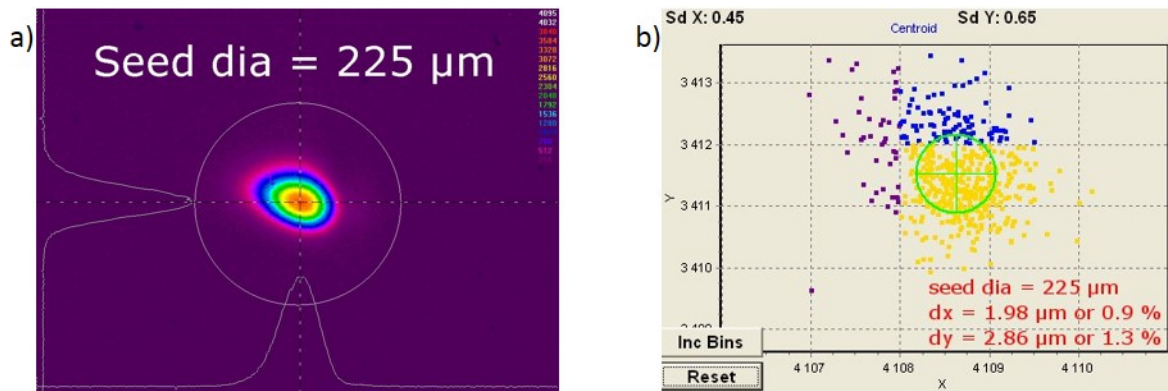 a)
Seed dia = 225 µm
4095
4032
3840
3584
3328
3072
2816
2560
2304
2048
1792
1536
1280
512
b)
Sd X: 0.45 Sd Y: 0.65
Centroid
3 413
3 412
3 411
3 410
Y
seed dia = 225 µm
dx = 1.98 µm or 0.9 %
dy = 2.86 µm or 1.3 %
Inc Bins
Reset
4 107 4 108 4 109 4 110
X